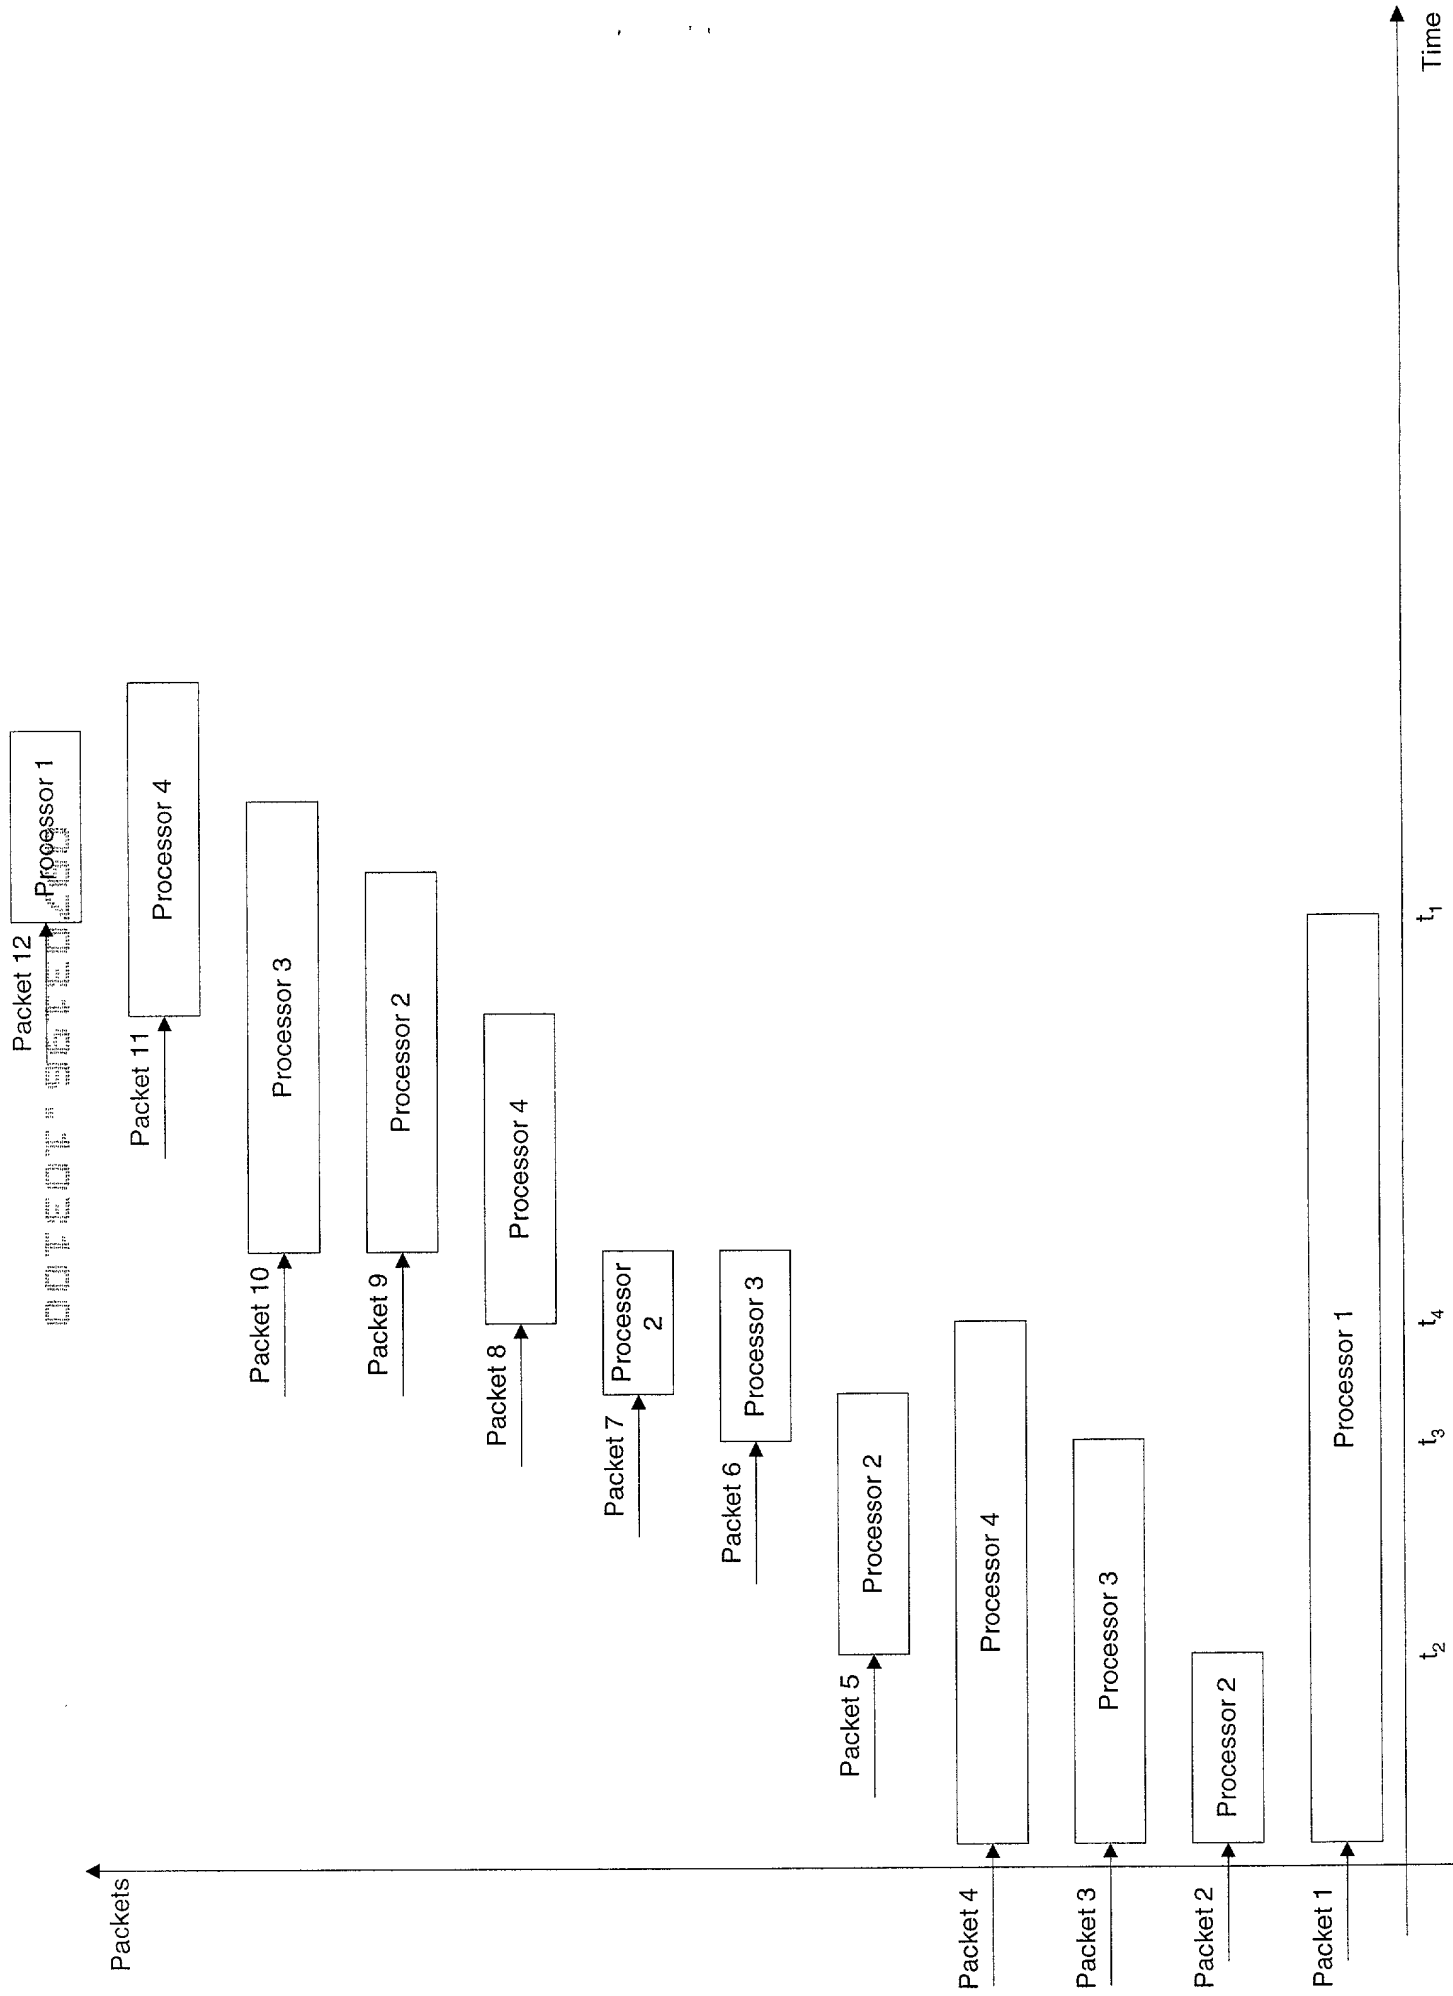 Packets
Packet 12
Processor 1
Packet 11
Processor 4
Packet 10
Processor 3
Packet 9
Processor 2
Packet 8
Processor 4
Packet 7
Processor
2
Packet 6
Processor 3
Packet 5
Processor 2
Packet 4
Processor 4
Packet 3
Processor 3
Packet 2
Processor 2
Packet 1
Processor 1
t2
t3
t4
t1
Time